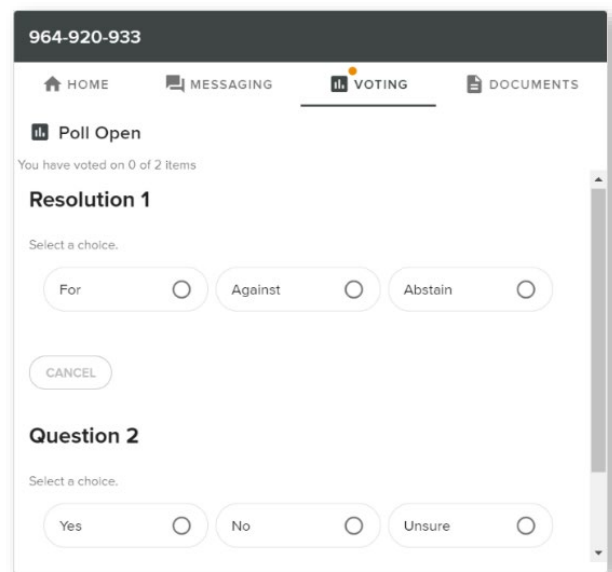 964-920-933
HOME MESSAGING VOTING DOCUMENTS
Poll Open
You have voted on 0 of 2 items
Resolution 1
Select a choice.
For Against Abstain
CANCEL
Question 2
Select a choice.
Yes No Unsure